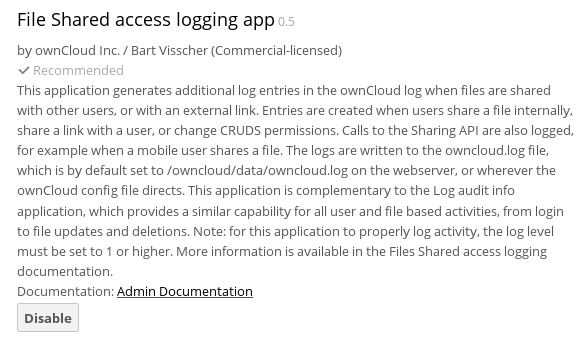 File Shared access logging app 0.5
by ownCloud Inc. / Bart Visscher (Commercial-licensed)
Recommended
This application generates additional log entries in the ownCloud log when files are shared
with other users, or with an external link. Entries are created when users share a file internally,
share a link with a user, or change CRUDS permissions. Calls to the Sharing API are also logged,
for example when a mobile user shares a file. The logs are written to the owncloud.log file,
which is by default set to /owncloud/data/owncloud.log on the webserver, or wherever the
ownCloud config file directs. This application is complementary to the Log audit info
application, which provides a similar capability for all user and file based activities, from login
to file updates and deletions. Note: for this application to properly log activity, the log level
must be set to 1 or higher. More information is available in the Files Shared access logging
documentation.
Documentation: Admin Documentation
Disable